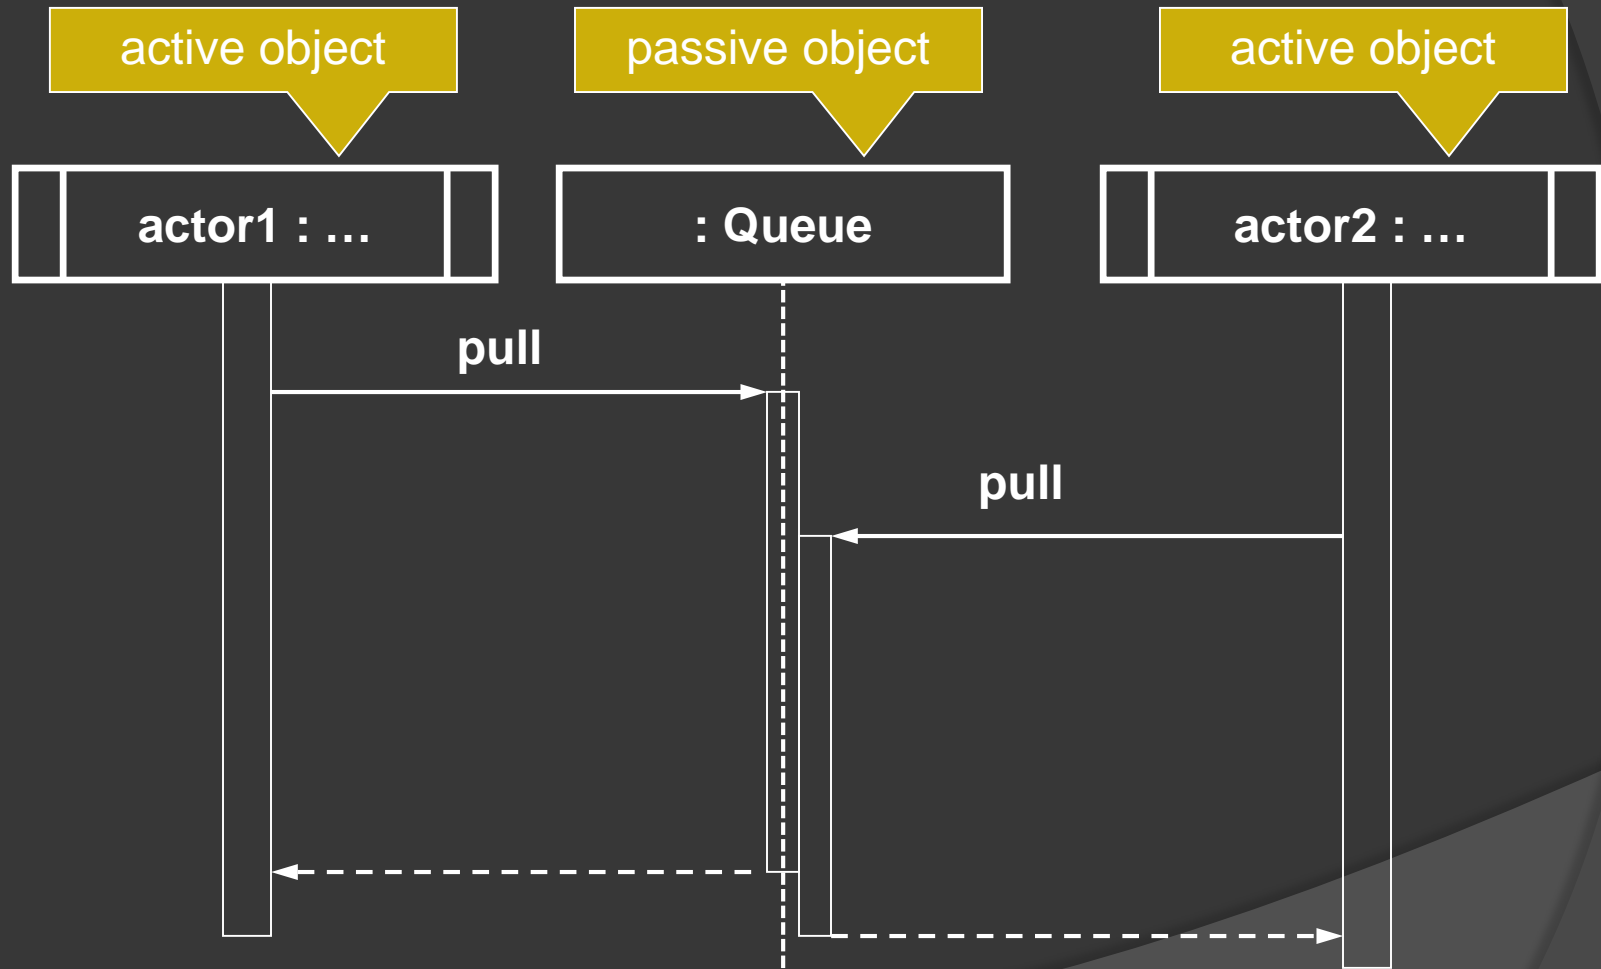 active object
passive object
active object
actor1 : …
: Queue
actor2 : …
pull
pull